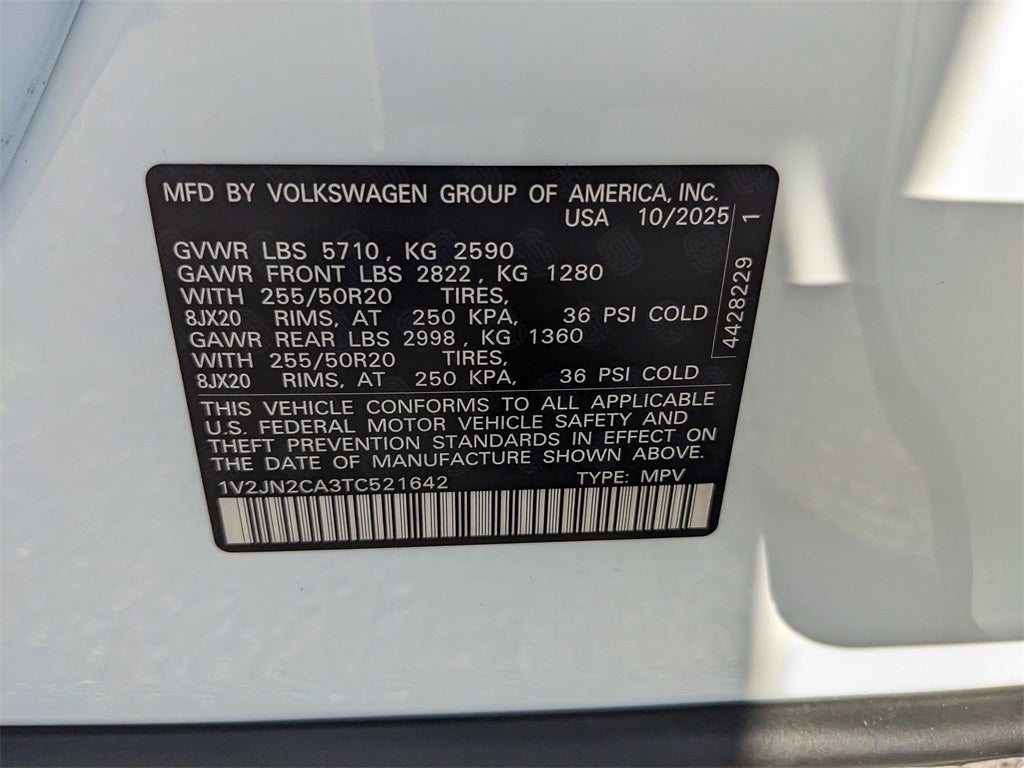 MFD BY VOLKSWAGEN GROUP OF AMERICA, INC.
USA 10/2025
GVWR LBS 5710, KG 2590
GAWR FRONT LBS 2822, KG 1280
WITH 255/50R20 TIRES,
8JX20 RIMS, AT 250 KPA, 36 PSI COLD
GAWR REAR LBS 2998, KG 1360
WITH 255/50R20 TIRES,
8JX20 RIMS, AT 250 KPA, 36 PSI COLD
THIS VEHICLE CONFORMS TO ALL APPLICABLE
U.S. FEDERAL MOTOR VEHICLE SAFETY AND
THEFT PREVENTION STANDARDS IN EFFECT ON
THE DATE OF MANUFACTURE SHOWN ABOVE.
1V2JN2CA3TC521642 TYPE: MPV
4428229 1